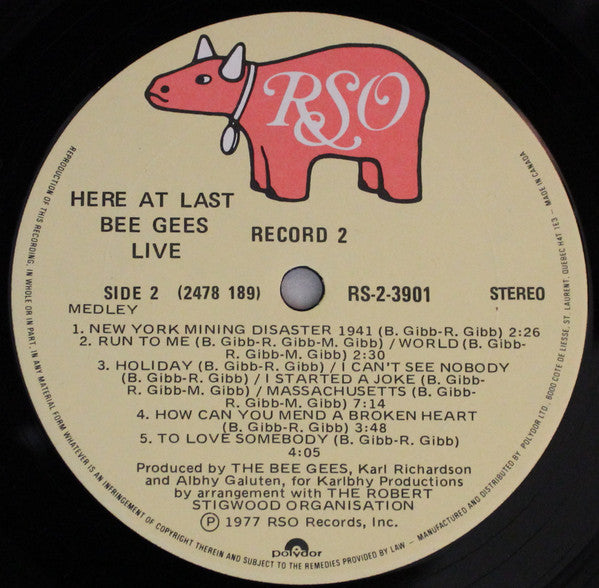 RSO
HERE AT LAST
BEE GEES
LIVE
RECORD 2
SIDE 2 (2478 189) RS-2-3901 STEREO
MEDLEY
1. NEW YORK MINING DISASTER 1941 (B. Gibb-R. Gibb) 2:26
2. RUN TO ME (B. Gibb-R. Gibb-M. Gibb) / WORLD (B. Gibb-
R. Gibb-M. Gibb) 2:30
3. HOLIDAY (B. Gibb-R. Gibb) / I CAN'T SEE NOBODY
(B. Gibb-R. Gibb) / I STARTED A JOKE (B. Gibb-
R. Gibb-M. Gibb) / MASSACHUSETTS (B. Gibb-
R. Gibb-M. Gibb) 7:14
4. HOW CAN YOU MEND A BROKEN HEART
(B. Gibb-R. Gibb) 3:48
5. TO LOVE SOMEBODY (B. Gibb-R. Gibb)
4:05
Produced by THE BEE GEES, Karl Richardson
and Albhy Galuten, for Karlbhy Productions
by arrangement with THE ROBERT
STIGWOOD ORGANISATION
Ⓟ 1977 RSO Records, Inc.
polydor
REPRODUCTION OF THIS RECORDING, IN WHOLE OR IN PART, IN ANY MATERIAL FORM WHATEVER IS AN INFRINGEMENT OF COPYRIGHT THEREIN AND SUBJECT TO THE REMEDIES PROVIDED BY LAW – MANUFACTURED AND DISTRIBUTED BY POLYDOR LTD., 6000 COTE DE LIESSE, ST. LAURENT, QUEBEC H4T 1E3 – MADE IN CANADA